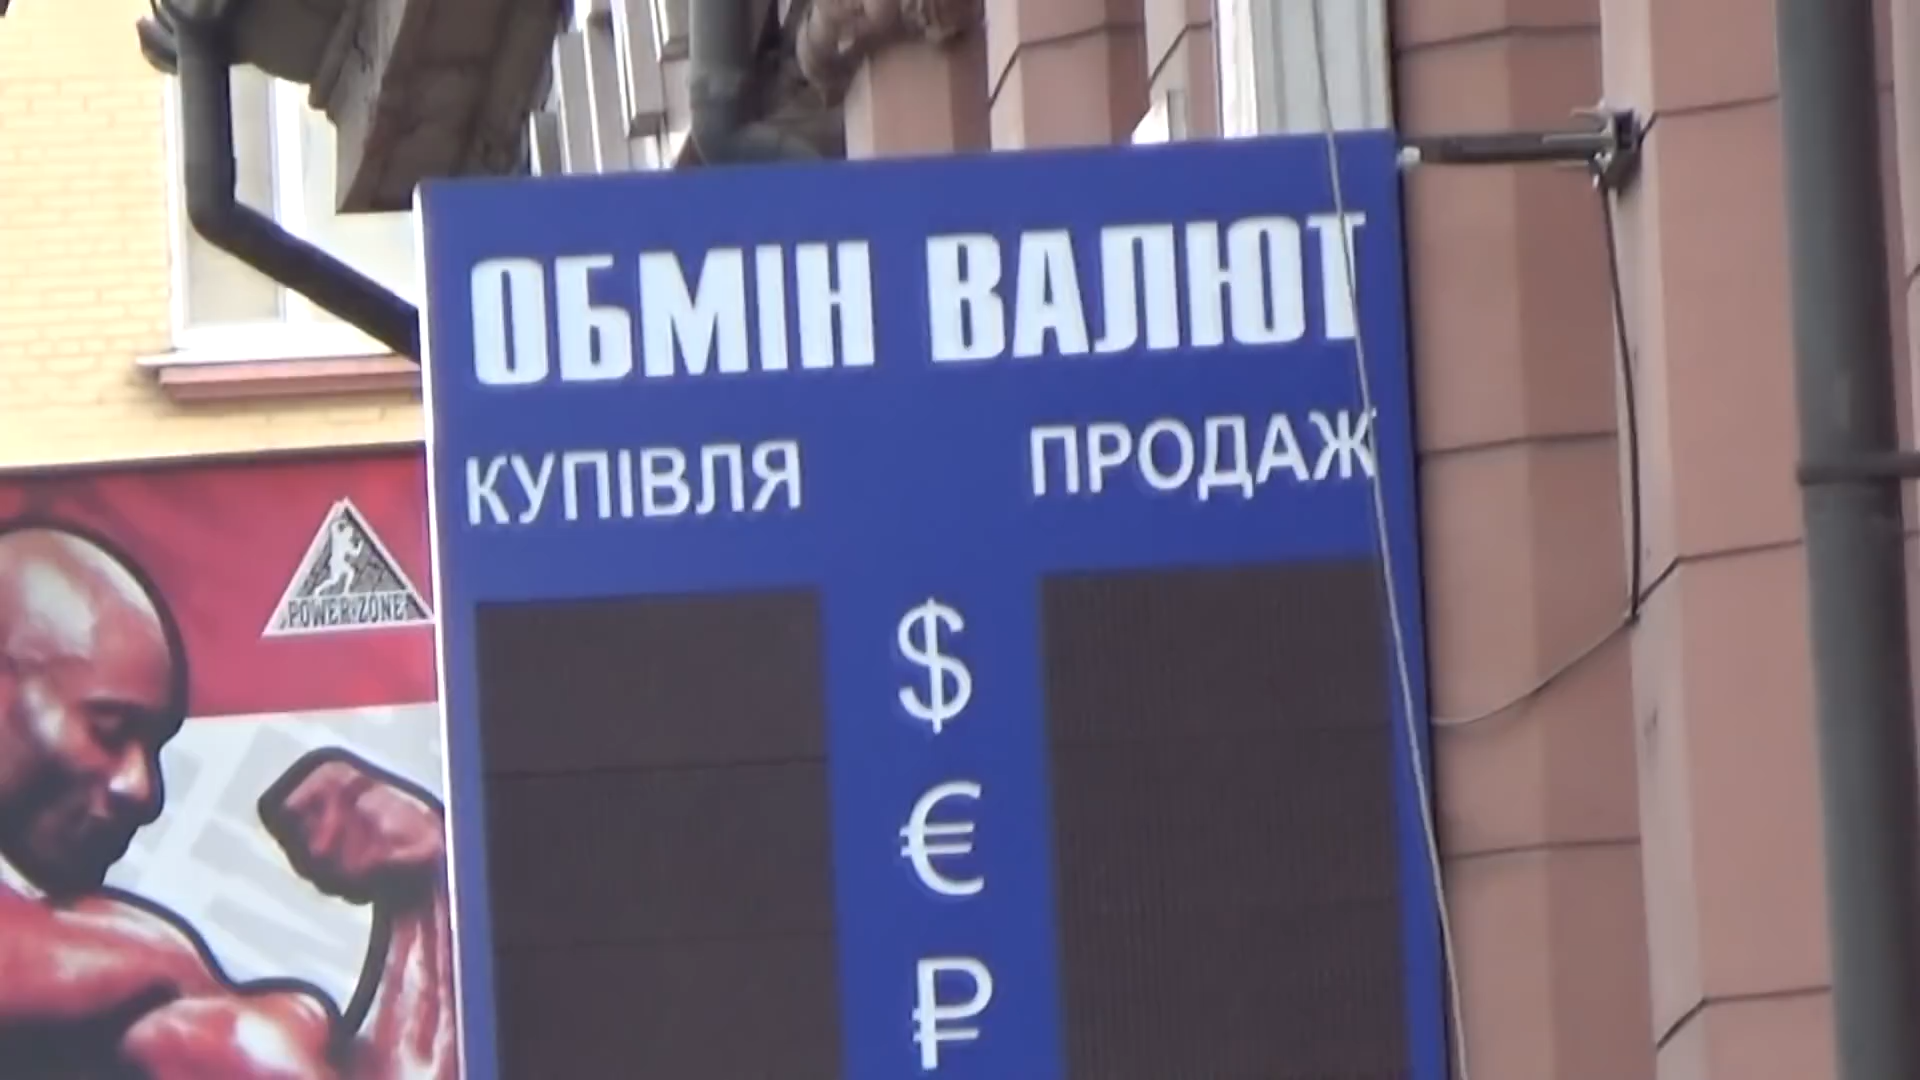 ОБМІН ВАЛЮТ
КУПІВЛЯ ПРОДАЖ
$
€
₽
POWER ZONE